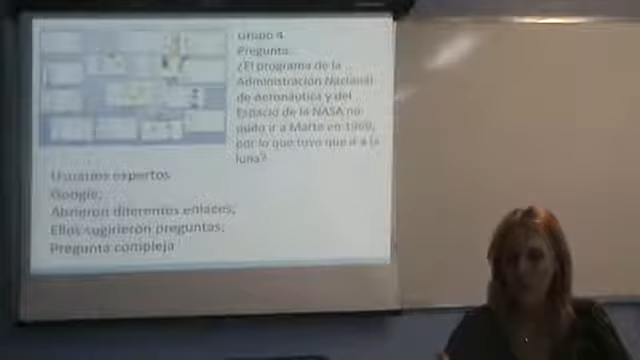 Grupo 4
Pregunta:
¿El programa de la
Administración Nacional
de aeronáutica y del
Espacio de la NASA no
pudo ir a Marte en 1969,
por lo que tuvo que ir a la
luna?
Usuarios expertos
Google;
Abrieron diferentes enlaces;
Ellos sugirieron preguntas;
Pregunta compleja